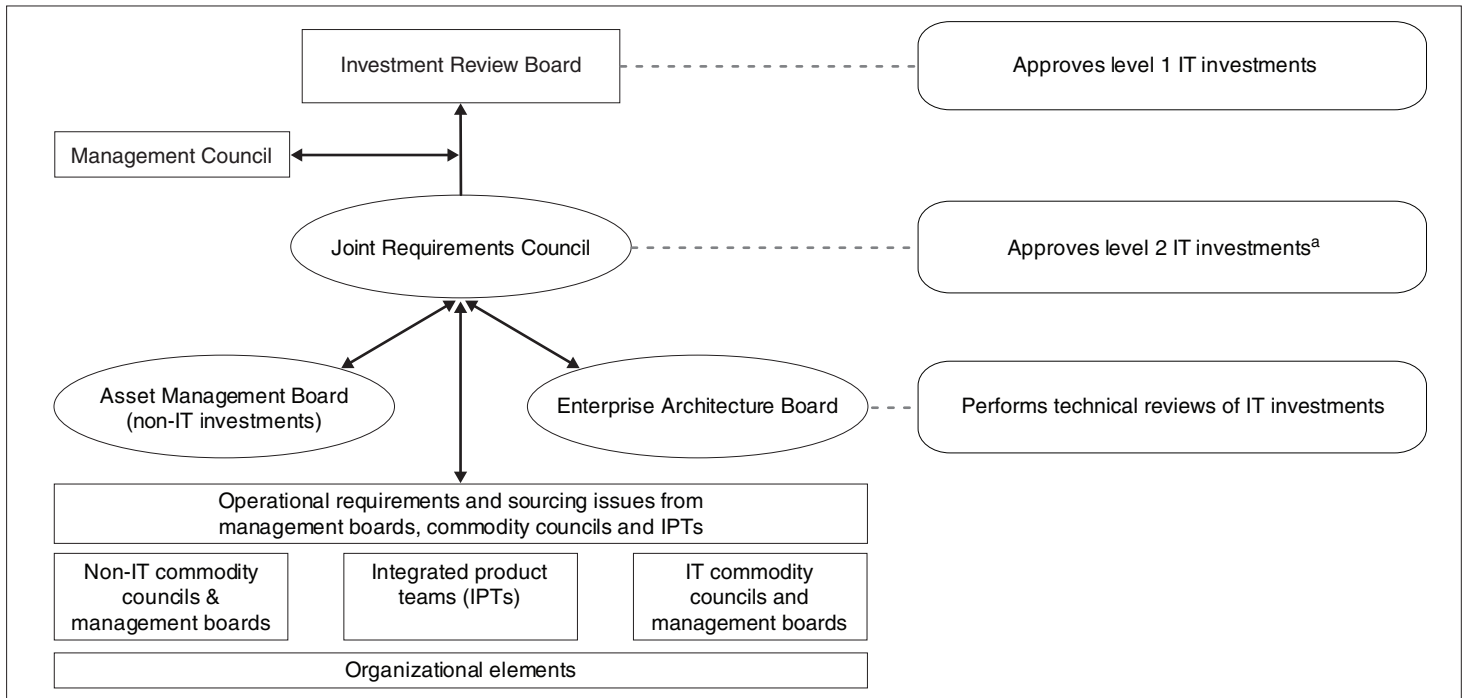 Investment Review Board
Approves level 1 IT investments
Management Council
Joint Requirements Council
Approves level 2 IT investmentsa
Asset Management Board
(non-IT investments)
Enterprise Architecture Board
Performs technical reviews of IT investments
Operational requirements and sourcing issues from
management boards, commodity councils and IPTs
Non-IT commodity
councils &
management boards
Integrated product
teams (IPTs)
IT commodity
councils and
management boards
Organizational elements